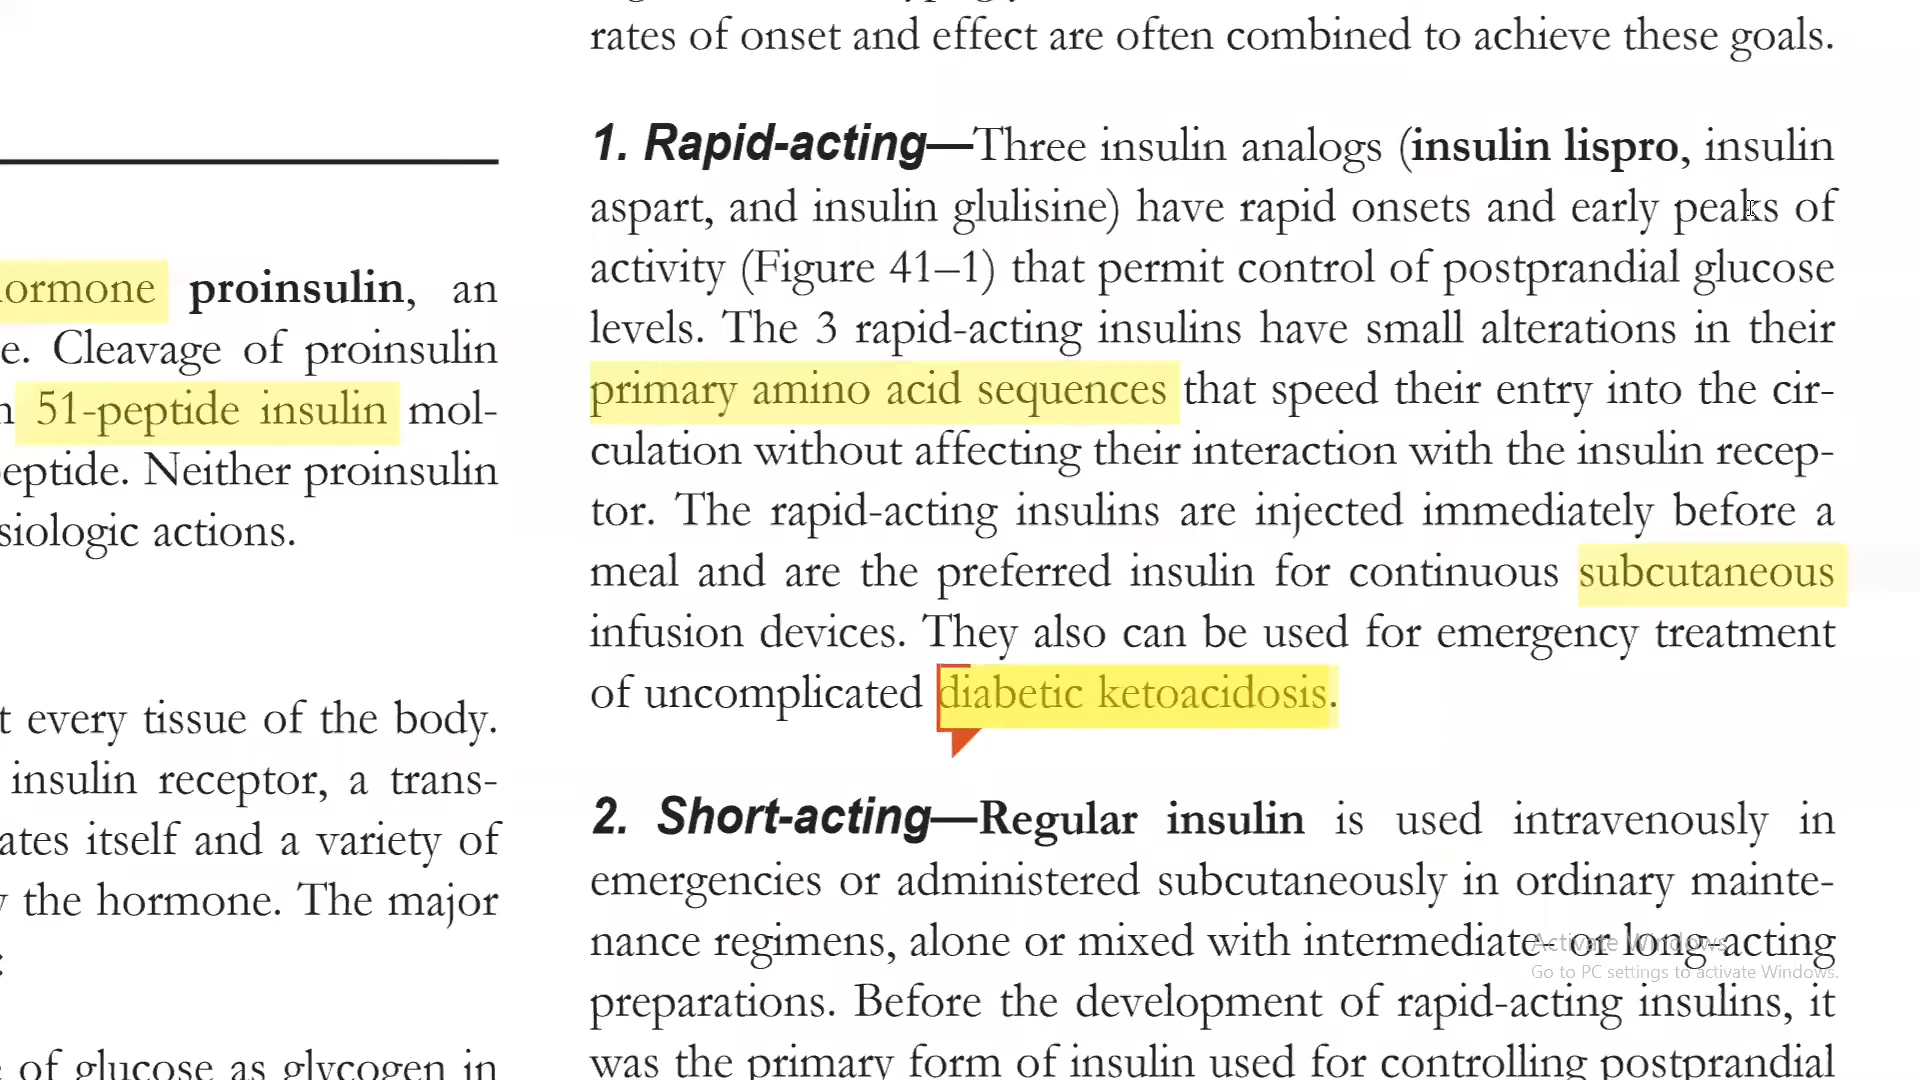 ormone proinsulin, an
e. Cleavage of proinsulin
51-peptide insulin mol-
eptide. Neither proinsulin
siologic actions.
t every tissue of the body.
insulin receptor, a trans-
ates itself and a variety of
the hormone. The major
:
of glucose as glycogen in
rates of onset and effect are often combined to achieve these goals.
1. Rapid-acting—Three insulin analogs (insulin lispro, insulin
aspart, and insulin glulisine) have rapid onsets and early peaks of
activity (Figure 41–1) that permit control of postprandial glucose
levels. The 3 rapid-acting insulins have small alterations in their
primary amino acid sequences that speed their entry into the cir-
culation without affecting their interaction with the insulin recep-
tor. The rapid-acting insulins are injected immediately before a
meal and are the preferred insulin for continuous subcutaneous
infusion devices. They also can be used for emergency treatment
of uncomplicated diabetic ketoacidosis.
2. Short-acting—Regular insulin is used intravenously in
emergencies or administered subcutaneously in ordinary mainte-
nance regimens, alone or mixed with intermediate- or long-acting
preparations. Before the development of rapid-acting insulins, it
was the primary form of insulin used for controlling postprandial
Activate Windows
Go to PC settings to activate Windows.